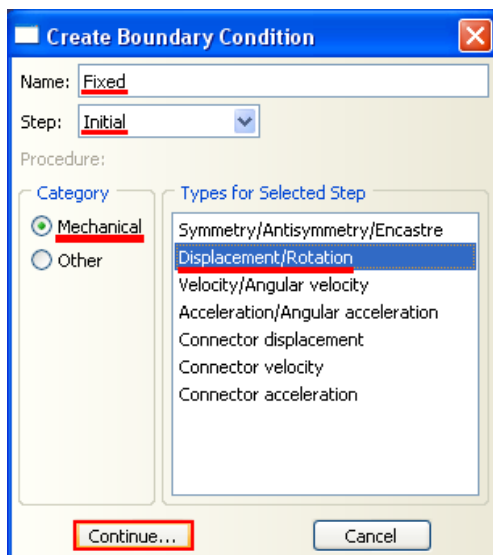 Create Boundary Condition
Name: Fixed
Step: Initial
Procedure:
Category
Mechanical
Other
Types for Selected Step
Symmetry/Antisymmetry/Encastre
Displacement/Rotation
Velocity/Angular velocity
Acceleration/Angular acceleration
Connector displacement
Connector velocity
Connector acceleration
Continue... Cancel